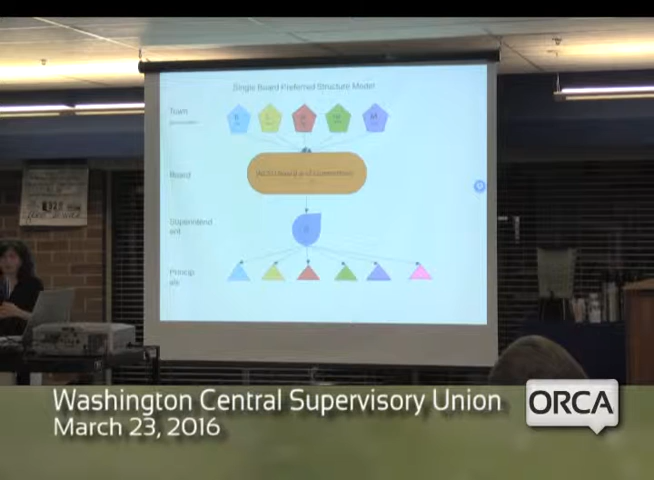 Single Board Preferred Structure Model
Town
Board
Superintend
ent
Princip
als
Washington Central Supervisory Union
March 23, 2016
ORCA